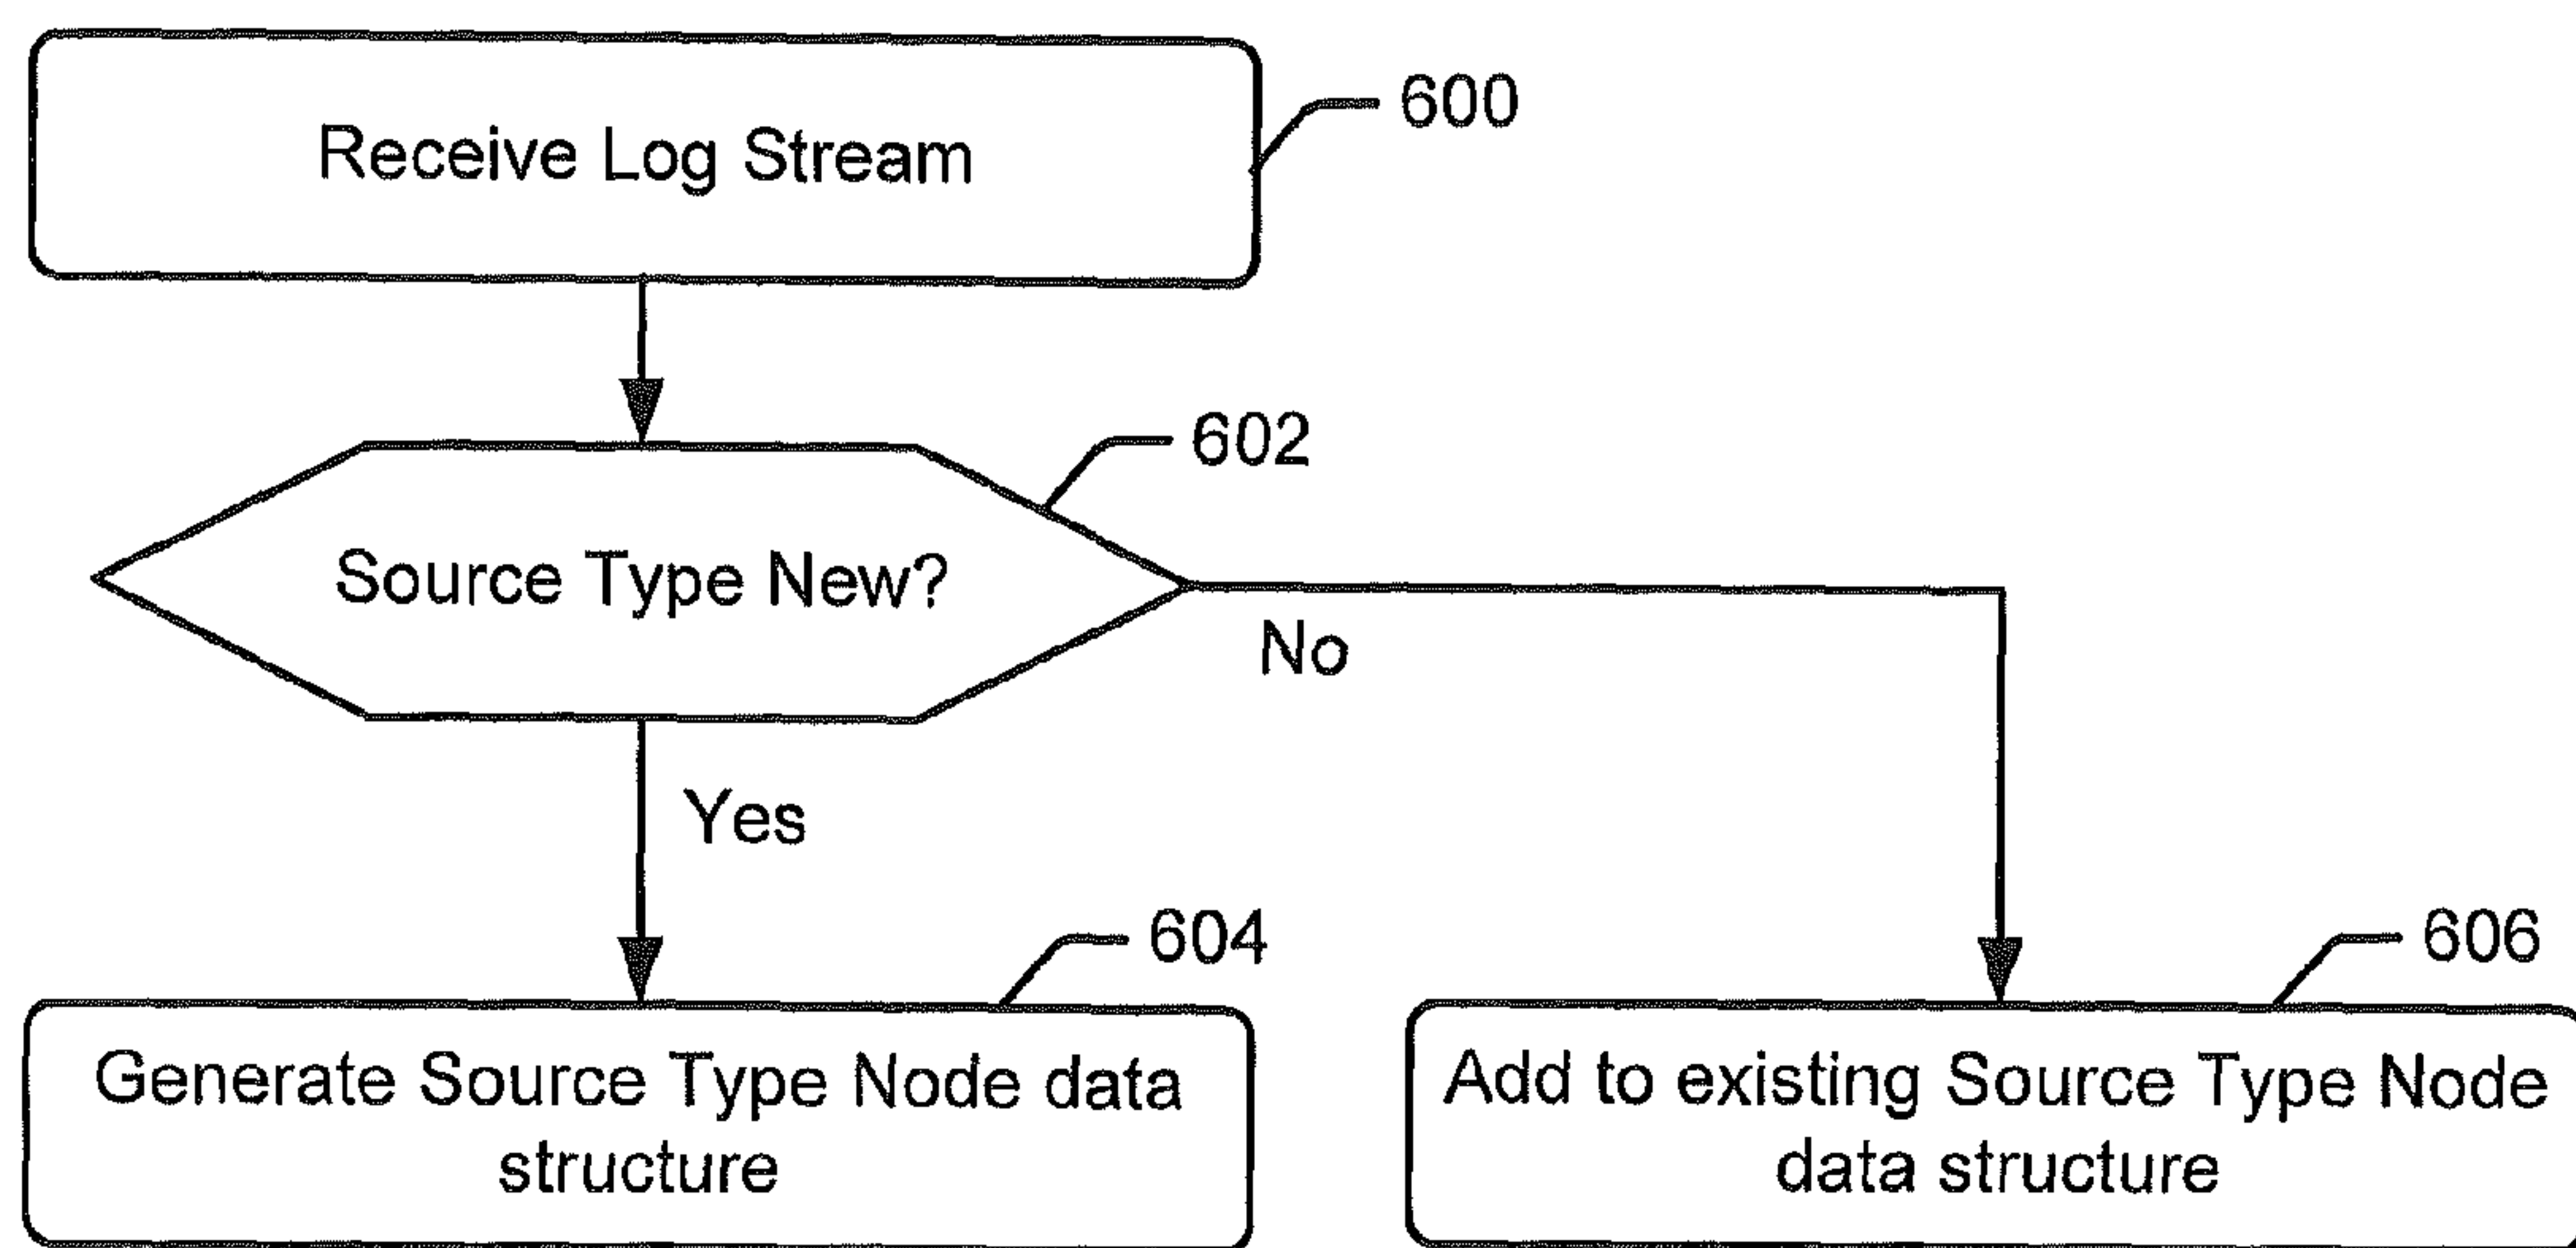 Receive Log Stream
600
602
Source Type New?
No
Yes
604
606
Generate Source Type Node data
structure
Add to existing Source Type Node
data structure